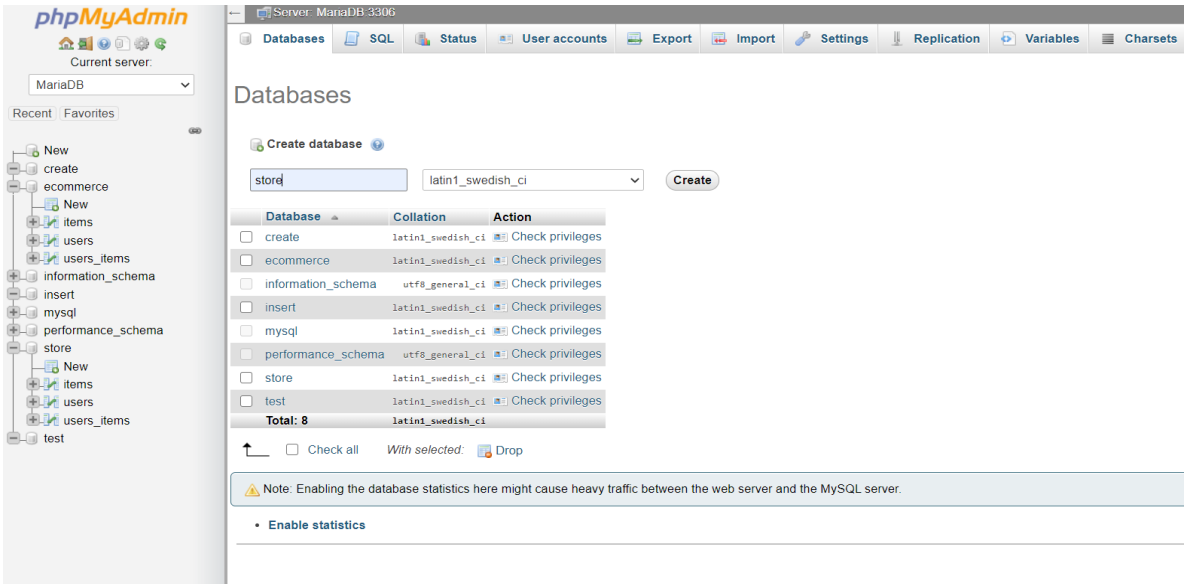 phpMyAdmin
Current server:
MariaDB
Recent Favorites
New
create
ecommerce
New
items
users
users_items
information_schema
insert
mysql
performance_schema
store
New
items
users
users_items
test
Server: MariaDB:3306
Databases SQL Status User accounts Export Import Settings Replication Variables Charsets
Databases
Create database
store latin1_swedish_ci Create
Database Collation Action
create latin1_swedish_ci Check privileges
ecommerce latin1_swedish_ci Check privileges
information_schema utf8_general_ci Check privileges
insert latin1_swedish_ci Check privileges
mysql latin1_swedish_ci Check privileges
performance_schema utf8_general_ci Check privileges
store latin1_swedish_ci Check privileges
test latin1_swedish_ci Check privileges
Total: 8 latin1_swedish_ci
Check all With selected: Drop
Note: Enabling the database statistics here might cause heavy traffic between the web server and the MySQL server.
• Enable statistics